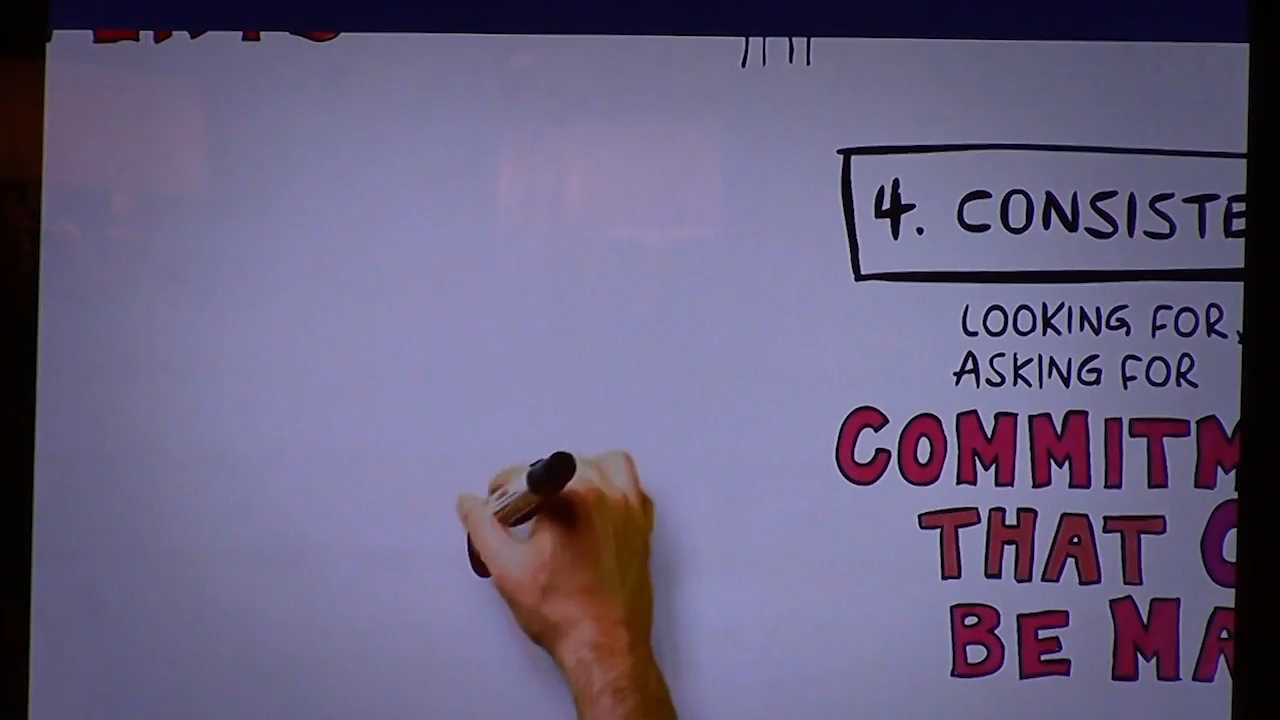 4. CONSISTE
LOOKING FOR,
ASKING FOR
COMMITM
THAT C
BE MA